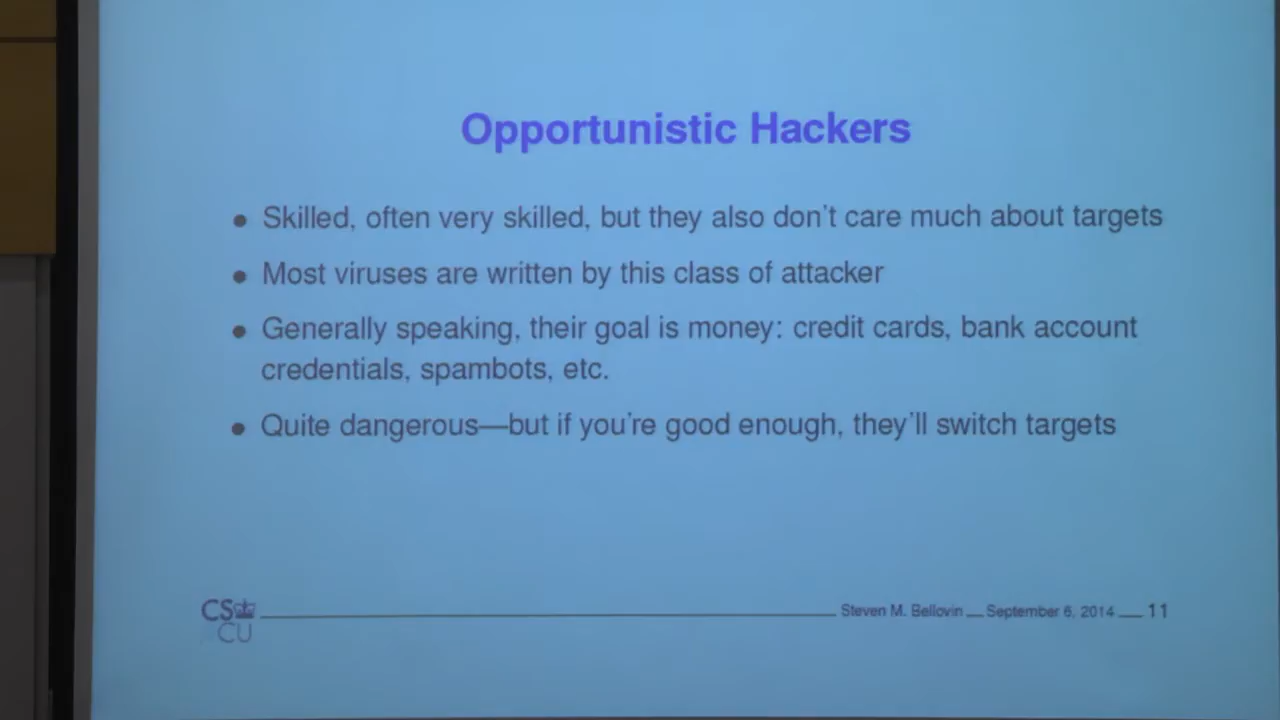 Opportunistic Hackers
• Skilled, often very skilled, but they also don't care much about targets
• Most viruses are written by this class of attacker
• Generally speaking, their goal is money: credit cards, bank account
credentials, spambots, etc.
• Quite dangerous—but if you're good enough, they'll switch targets
CS
CU
Steven M. Bellovin __ September 6, 2014 __ 11